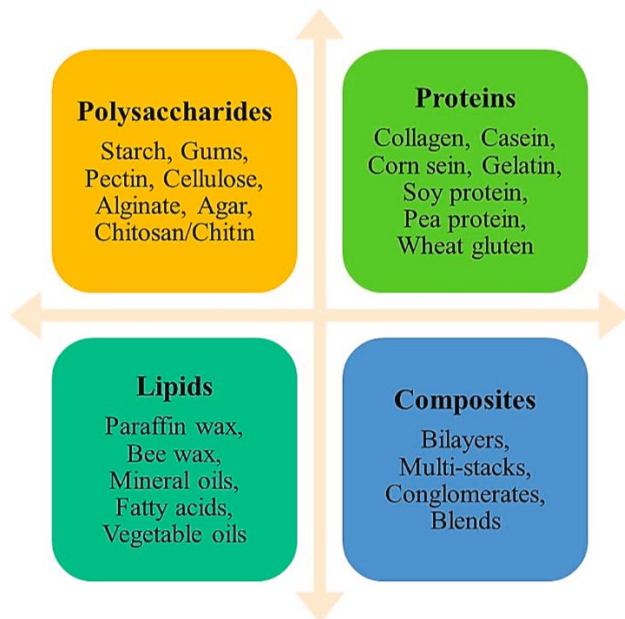 Polysaccharides
Starch, Gums,
Pectin, Cellulose,
Alginate, Agar,
Chitosan/Chitin
Proteins
Collagen, Casein,
Corn sein, Gelatin,
Soy protein,
Pea protein,
Wheat gluten
Lipids
Paraffin wax,
Bee wax,
Mineral oils,
Fatty acids,
Vegetable oils
Composites
Bilayers,
Multi-stacks,
Conglomerates,
Blends